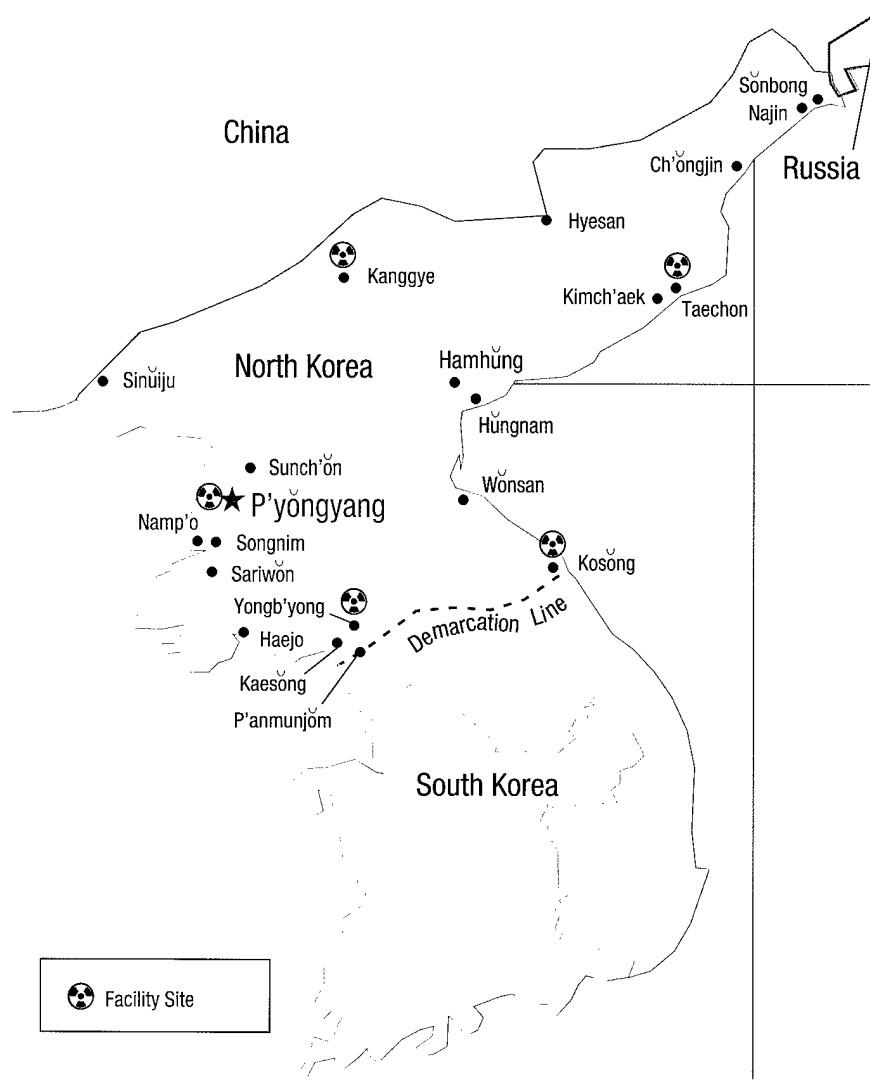 Sŏnbong
Najin
China
Ch'ŏngjin
Russia
Hyesan
Kanggye
Kimch'aek
Taechon
North Korea
Hamhŭng
Sinŭiju
Hŭngnam
Sunch'ŏn
Wŏnsan
P'yŏngyang
Namp'o
Songnim
Kosŏng
Sariwŏn
Yongb'yong
Demarcation Line
Haejo
Kaesŏng
P'anmunjŏm
South Korea
Facility Site